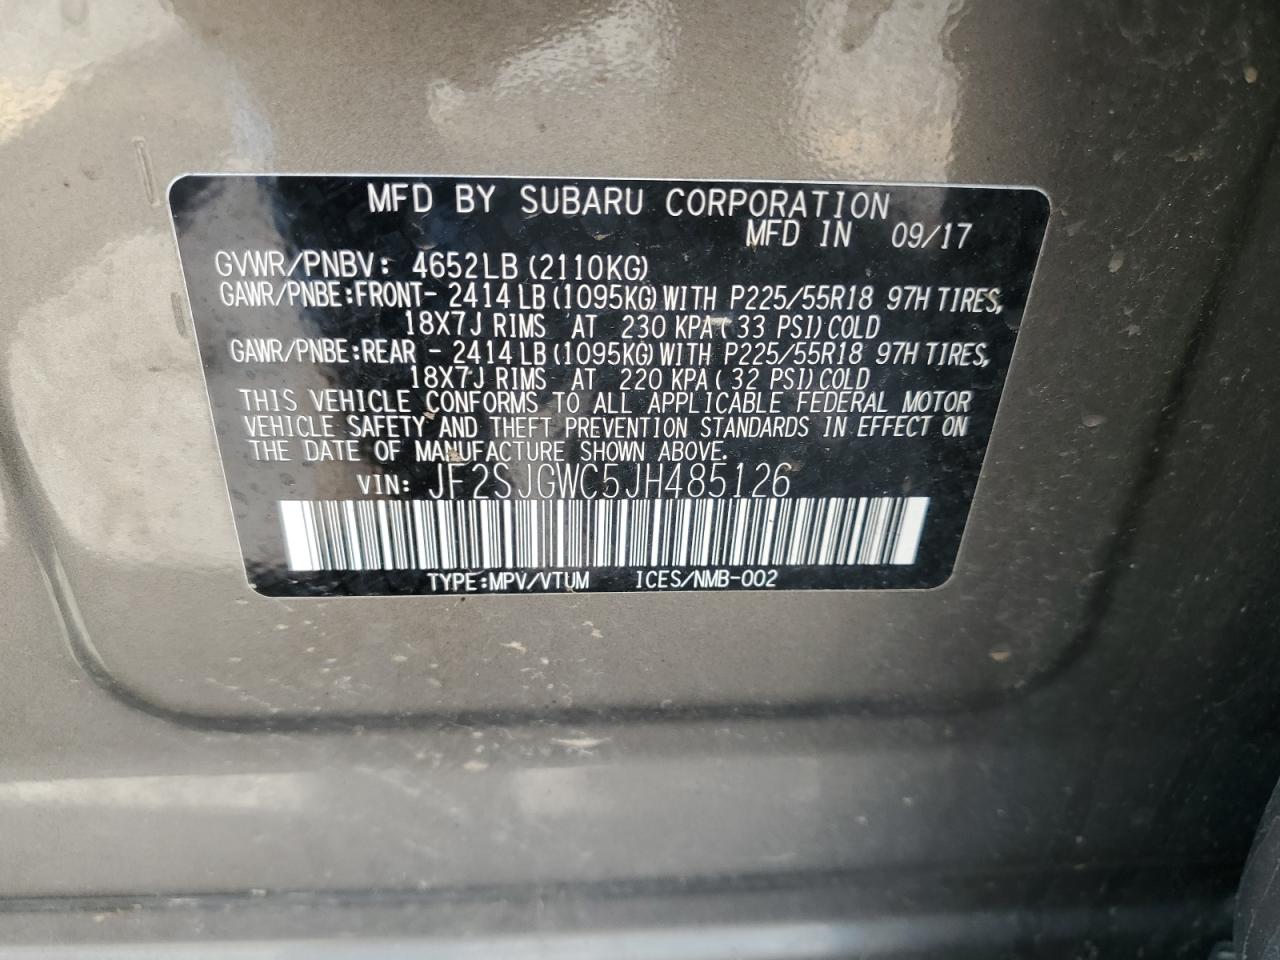 MFD BY SUBARU CORPORATION
MFD IN 09/17
GVWR/PNBV: 4652LB (2110KG)
GAWR/PNBE:FRONT- 2414 LB (1095KG) WITH P225/55R18 97H TIRES,
18X7J RIMS AT 230 KPA ( 33 PSI) COLD
GAWR/PNBE:REAR - 2414 LB (1095KG) WITH P225/55R18 97H TIRES,
18X7J RIMS AT 220 KPA ( 32 PSI) COLD
THIS VEHICLE CONFORMS TO ALL APPLICABLE FEDERAL MOTOR
VEHICLE SAFETY AND THEFT PREVENTION STANDARDS IN EFFECT ON
THE DATE OF MANUFACTURE SHOWN ABOVE.
VIN: JF2SJGWC5JH485126
TYPE:MPV/VTUM ICES/NMB-002